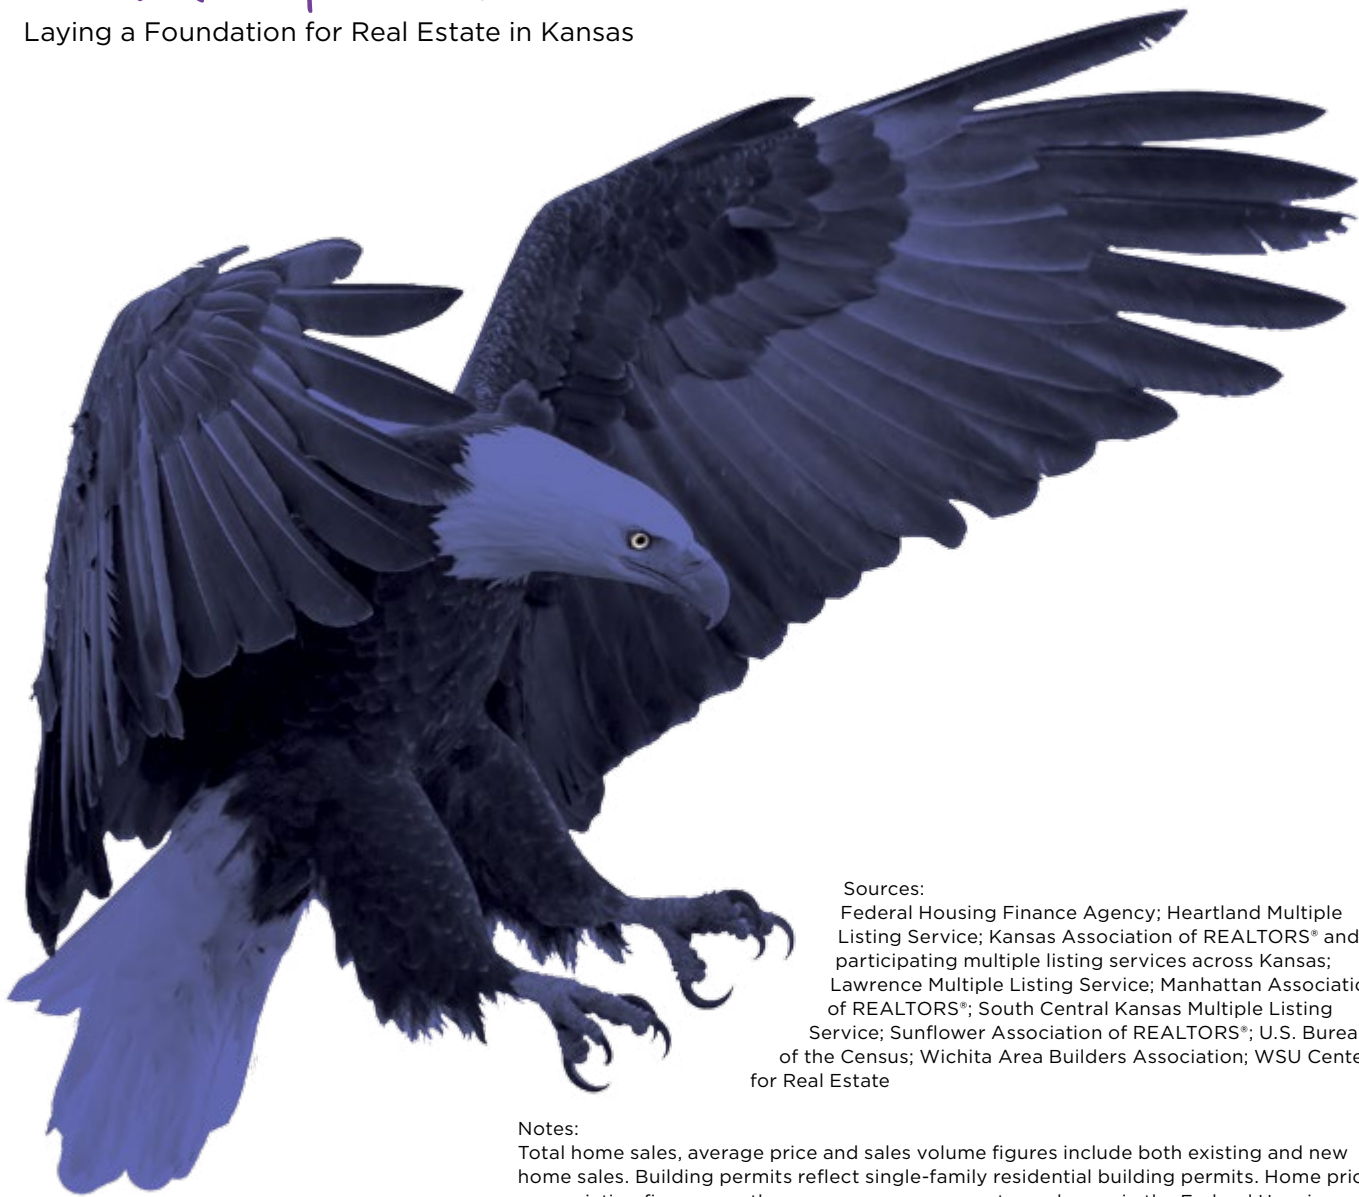 Laying a Foundation for Real Estate in Kansas
Sources:
Federal Housing Finance Agency; Heartland Multiple
Listing Service; Kansas Association of REALTORS® and
participating multiple listing services across Kansas;
Lawrence Multiple Listing Service; Manhattan Associatio
of REALTORS®; South Central Kansas Multiple Listing
Service; Sunflower Association of REALTORS®; U.S. Burea
of the Census; Wichita Area Builders Association; WSU Cente
for Real Estate
Notes:
Total home sales, average price and sales volume figures include both existing and new
home sales. Building permits reflect single-family residential building permits. Home pric